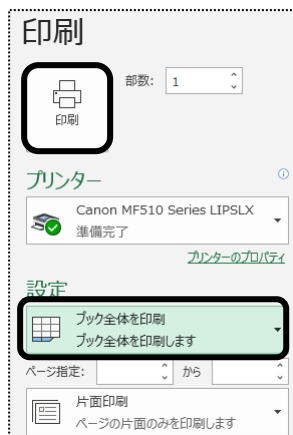 印刷
部数: 1
印刷
プリンター
Canon MF510 Series LIPSLX
準備完了
プリンターのプロパティ
設定
ブック全体を印刷
ブック全体を印刷します
ページ指定: から
片面印刷
ページの片面のみを印刷します